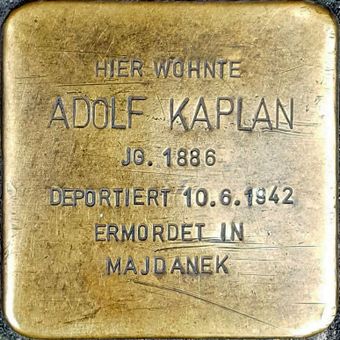 HIER WOHNTE
ADOLF KAPLAN
JG. 1886
DEPORTIERT 10.6.1942
ERMORDET IN
MAJDANEK